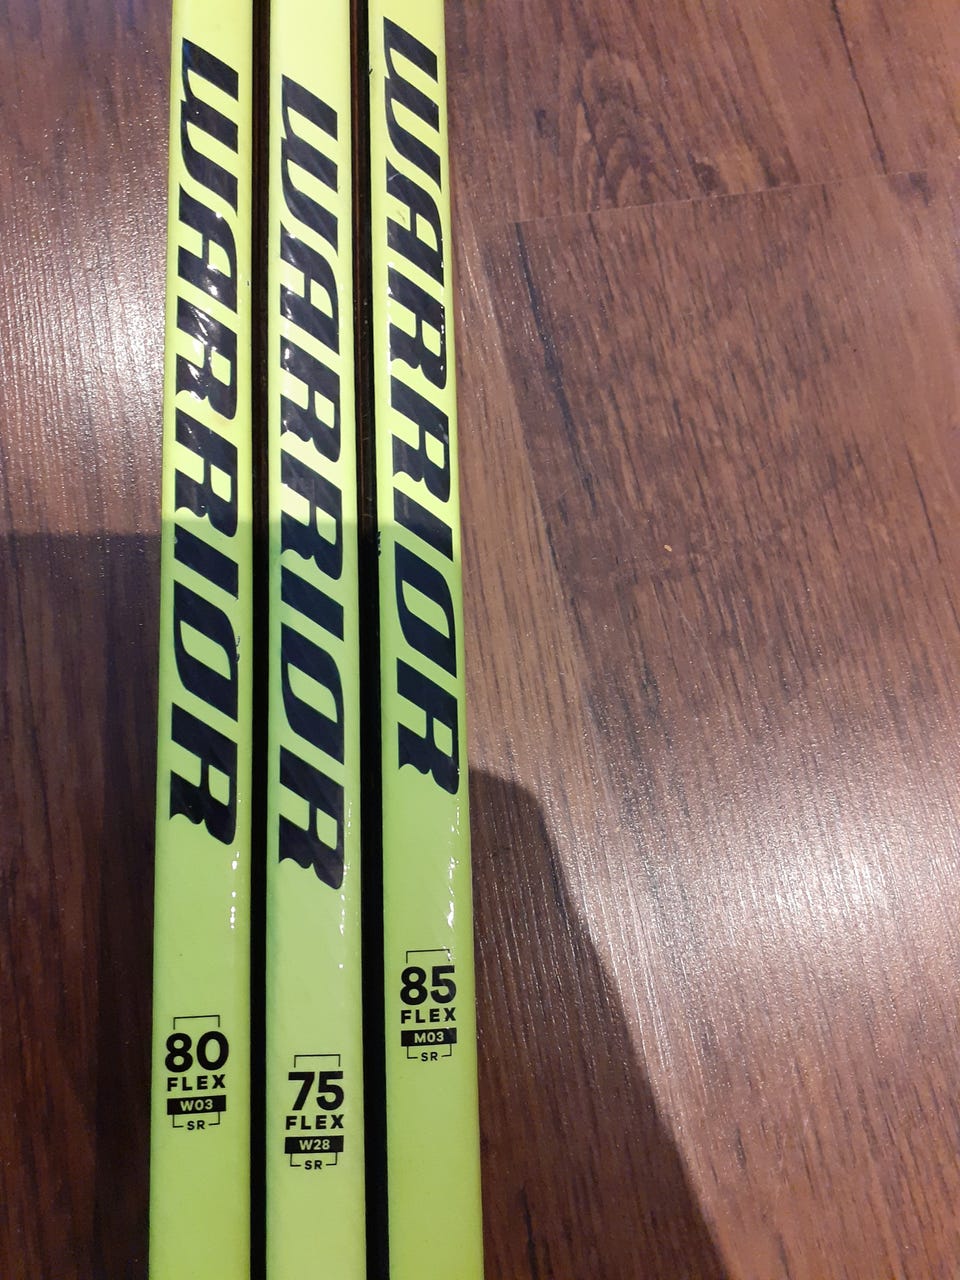 WARRIOR
80
FLEX
W03
SR
WARRIOR
75
FLEX
W28
SR
WARRIOR
85
FLEX
M03
SR